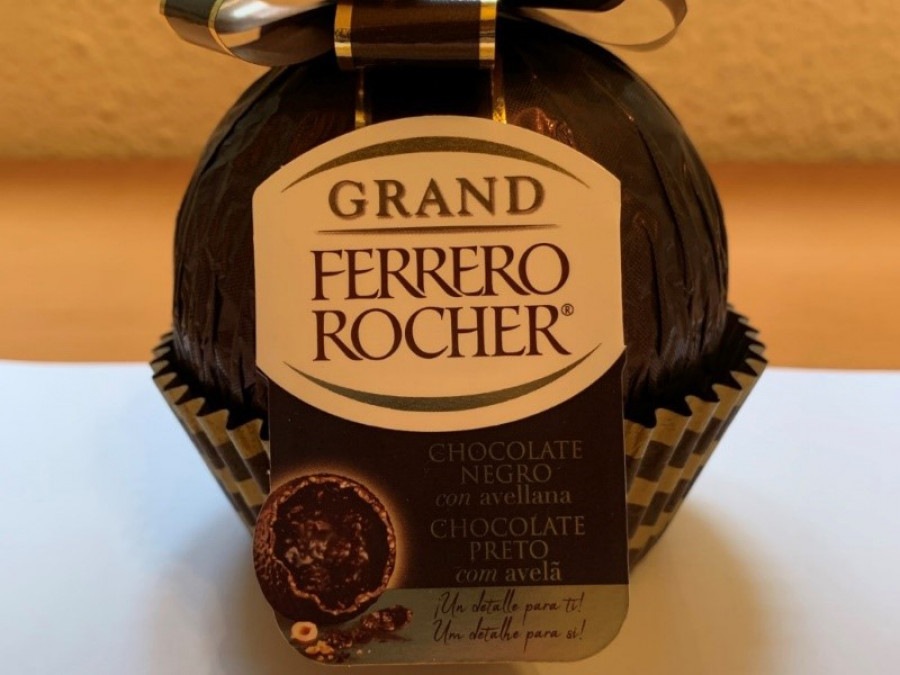 GRAND
FERRERO
ROCHER®
CHOCOLATE
NEGRO
con avellana
CHOCOLATE
PRETO
com avelã
¡Un detalle para ti!
Um detalhe para si!